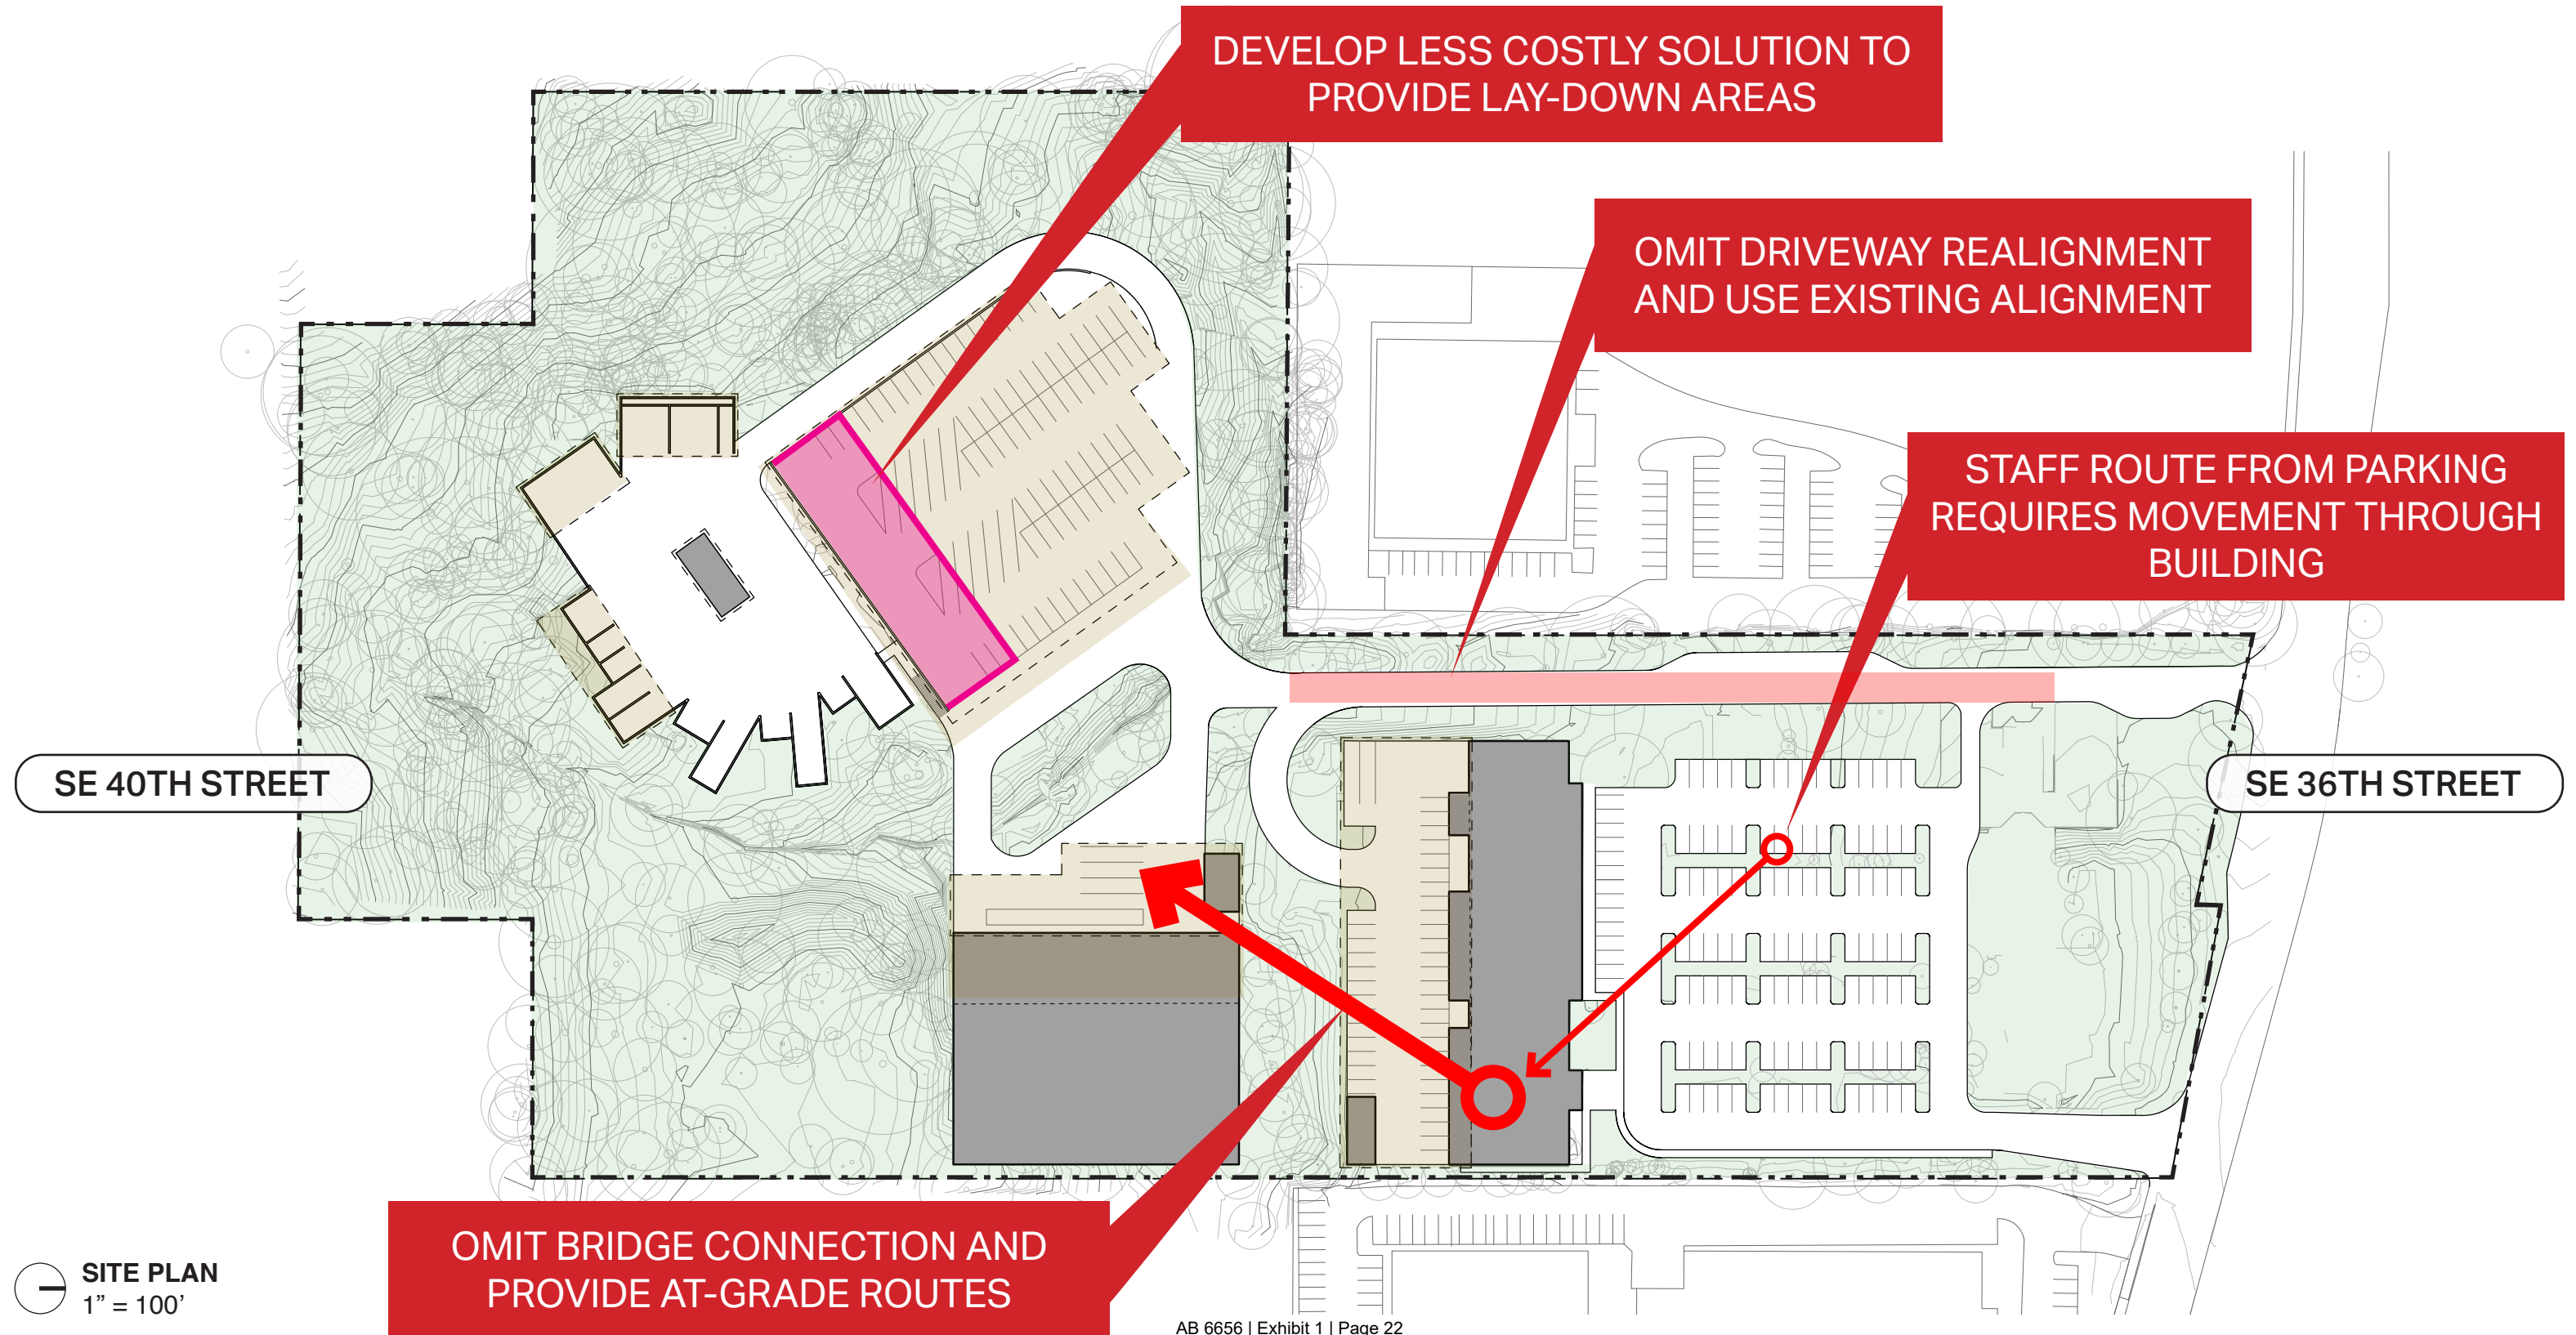 DEVELOP LESS COSTLY SOLUTION TO
PROVIDE LAY-DOWN AREAS
OMIT DRIVEWAY REALIGNMENT
AND USE EXISTING ALIGNMENT
STAFF ROUTE FROM PARKING
REQUIRES MOVEMENT THROUGH
BUILDING
SE 40TH STREET
SE 36TH STREET
OMIT BRIDGE CONNECTION AND
PROVIDE AT-GRADE ROUTES
SITE PLAN
1” = 100’
AB 6656 | Exhibit 1 | Page 22